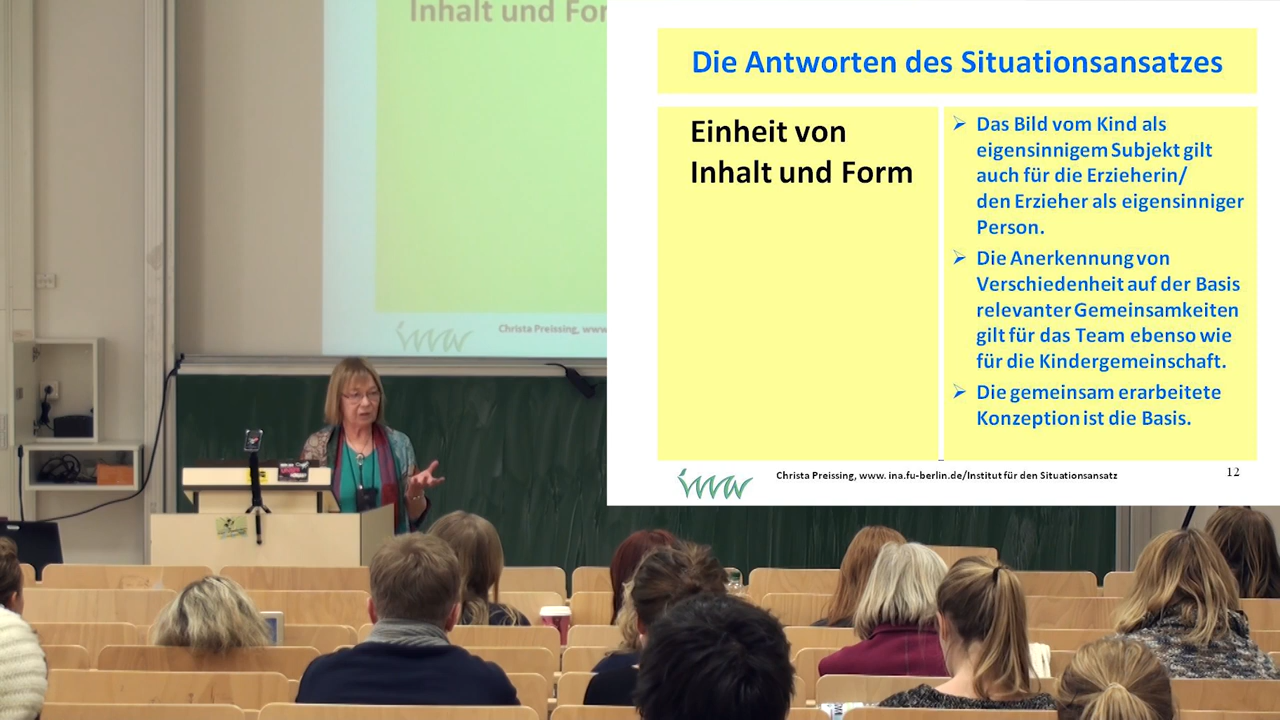 Inhalt und For
Christa Preissing, www
Die Antworten des Situationsansatzes
Einheit von
Inhalt und Form
Das Bild vom Kind als
eigensinnigem Subjekt gilt
auch für die Erzieherin/
den Erzieher als eigensinniger
Person.
Die Anerkennung von
Verschiedenheit auf der Basis
relevanter Gemeinsamkeiten
gilt für das Team ebenso wie
für die Kindergemeinschaft.
Die gemeinsam erarbeitete
Konzeption ist die Basis.
Christa Preissing, www. ina.fu-berlin.de/Institut für den Situationsansatz
12